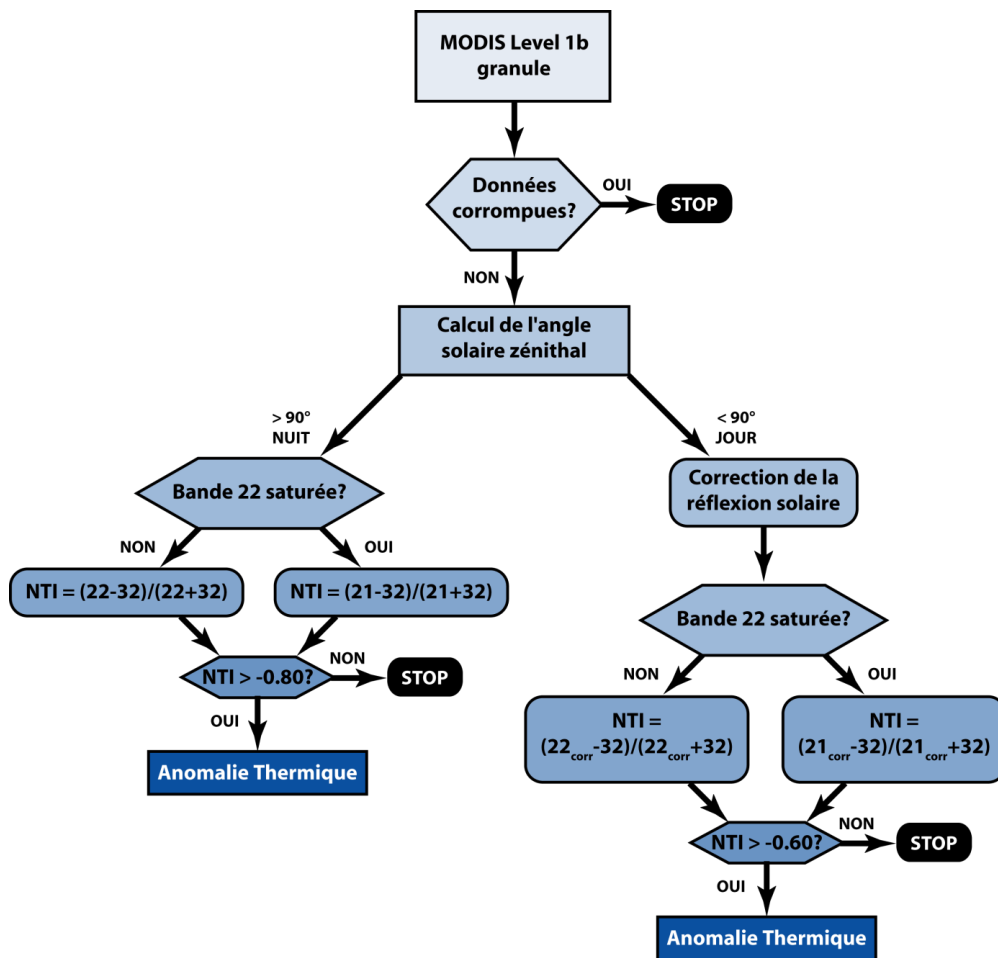 MODIS Level 1b
granule
Données
corrompues?
OUI
STOP
NON
Calcul de l'angle
solaire zénithal
> 90°
NUIT
< 90°
JOUR
Bande 22 saturée?
NON
OUI
NTI = (22-32)/(22+32)
NTI = (21-32)/(21+32)
NTI > -0.80?
NON
STOP
OUI
Anomalie Thermique
Correction de la
réflexion solaire
Bande 22 saturée?
NON
OUI
NTI =
(22corr-32)/(22corr+32)
NTI =
(21corr-32)/(21corr+32)
NTI > -0.60?
NON
STOP
OUI
Anomalie Thermique